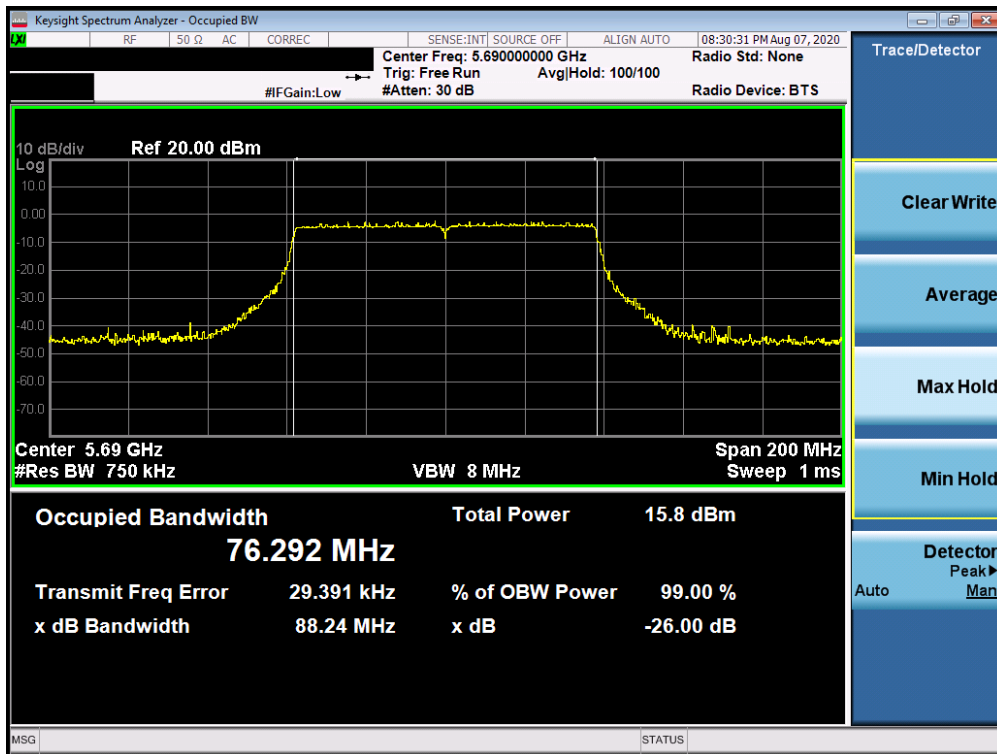 Keysight Spectrum Analyzer - Occupied BW
LXI RF 50 Ω AC CORREC SENSE:INT SOURCE OFF ALIGN AUTO 08:30:31 PM Aug 07, 2020
Center Freq: 5.690000000 GHz Radio Std: None
Trig: Free Run Avg|Hold: 100/100
#IFGain:Low #Atten: 30 dB Radio Device: BTS
Trace/Detector
10 dB/div Ref 20.00 dBm
Log
10.0
0.00
-10.0
-20.0
-30.0
-40.0
-50.0
-60.0
-70.0
Center 5.69 GHz Span 200 MHz
#Res BW 750 kHz VBW 8 MHz Sweep 1 ms
Occupied Bandwidth Total Power 15.8 dBm
76.292 MHz
Transmit Freq Error 29.391 kHz % of OBW Power 99.00 %
x dB Bandwidth 88.24 MHz x dB -26.00 dB
Clear Write
Average
Max Hold
Min Hold
Detector
Peak▶
Auto Man
MSG STATUS